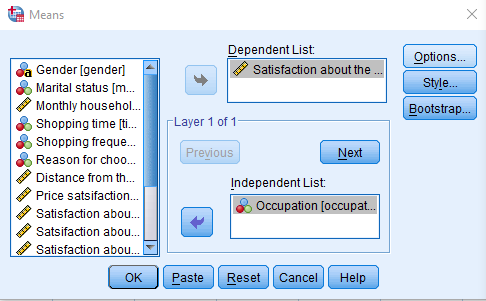 Means
Gender [gender]
Marital status [m...
Monthly househol...
Shopping time [ti...
Shopping freque...
Reason for choo...
Distance from th...
Price satsifaction...
Satisfaction abou...
Satisfaction abou...
Satisfaction abou...
Dependent List:
Satisfaction about the ...
Layer 1 of 1
Previous
Next
Independent List:
Occupation [occupat...
Options...
Style...
Bootstrap...
OK
Paste
Reset
Cancel
Help